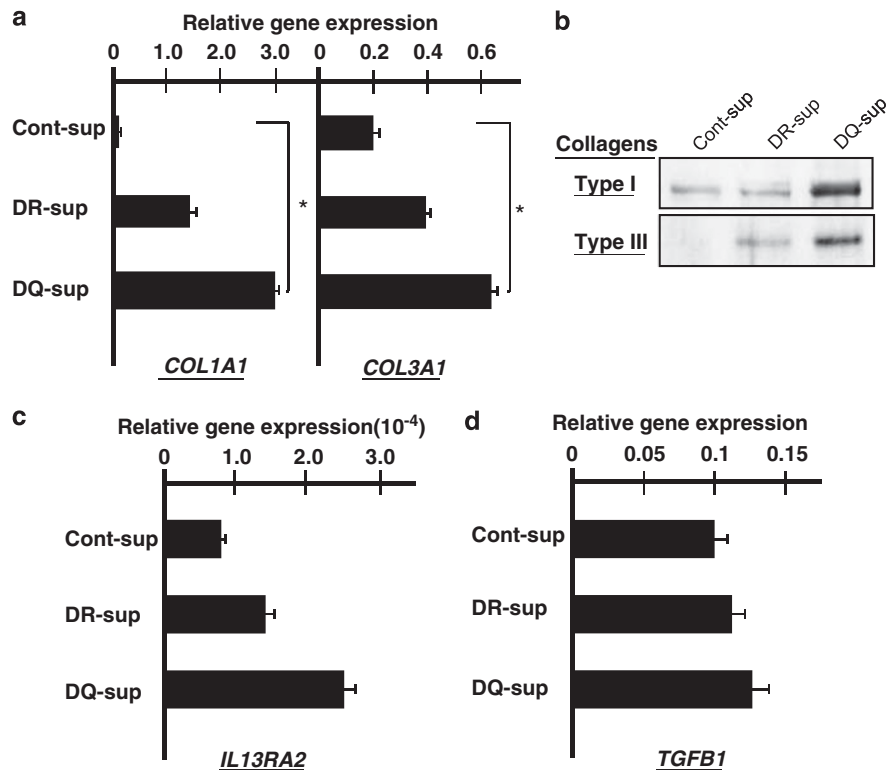 a
Relative gene expression
0 1.0 2.0 3.0 0 0.2 0.4 0.6
Cont-sup
DR-sup
DQ-sup
*
*
COL1A1 COL3A1
b
Collagens Cont-sup DR-sup DQ-sup
Type I
Type III
c
Relative gene expression(10-4)
0 1.0 2.0 3.0
Cont-sup
DR-sup
DQ-sup
IL13RA2
d
Relative gene expression
0 0.05 0.1 0.15
Cont-sup
DR-sup
DQ-sup
TGFB1